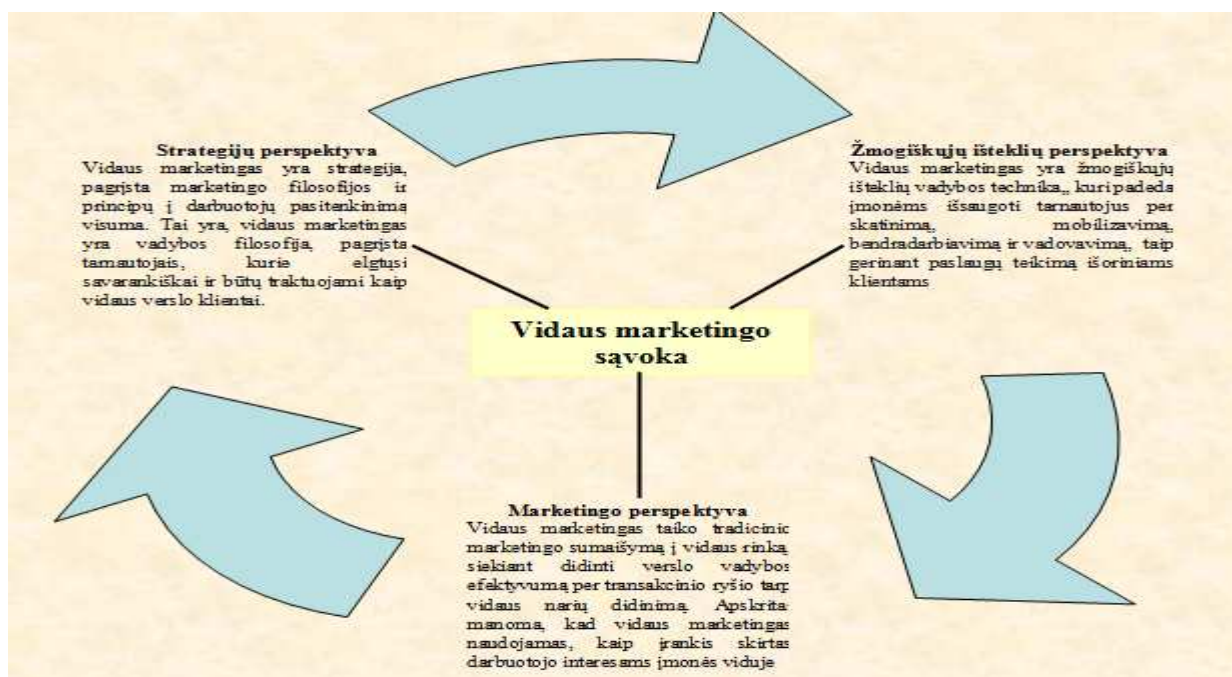 Strategijų perspektyva
Vidaus marketingas yra strategija,
pagrįsta marketingo filosofijos ir
principų į darbuotojų pasitenkinimą
visuma. Tai yra, vidaus marketingas
yra vadybos filosofija, pagrįsta
tarnautojais, kurie elgtųsi
savarankiškai ir būtų traktuojami kaip
vidaus verslo klientai.
Žmogiškųjų išteklių perspektyva
Vidaus marketingas yra žmogiškųjų
išteklių vadybos technika,, kuri padeda
įmonėms išsaugoti tarnautojus per
skatinimą, mobilizavimą,
bendradarbiavimą ir vadovavimą, taip
gerinant paslaugų teikimą išoriniams
klientams
Vidaus marketingo
sąvoka
Marketingo perspektyva
Vidaus marketingas taiko tradicinio
marketingo sumaišymą į vidaus rinką
siekiant didinti verslo vadybos
efektyvumą per transakcinio ryšio tarp
vidaus narių didinimą. Apskritai
manoma, kad vidaus marketingas
naudojamas, kaip įrankis skirtas
darbuotojo interesams įmonės viduje